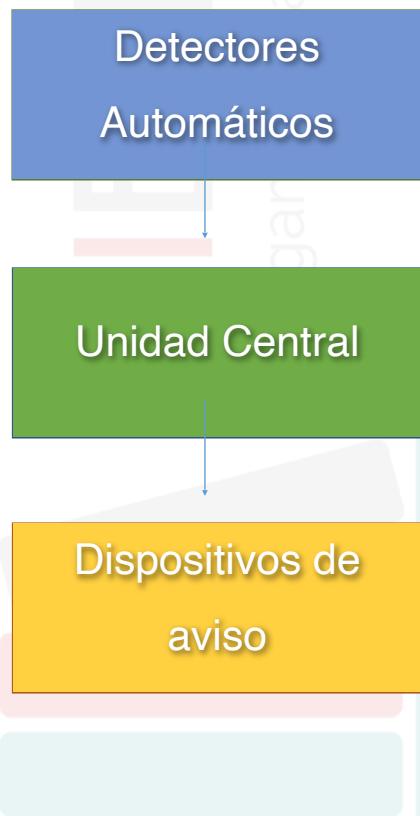 Detectores
Automáticos
Unidad Central
Dispositivos de
aviso